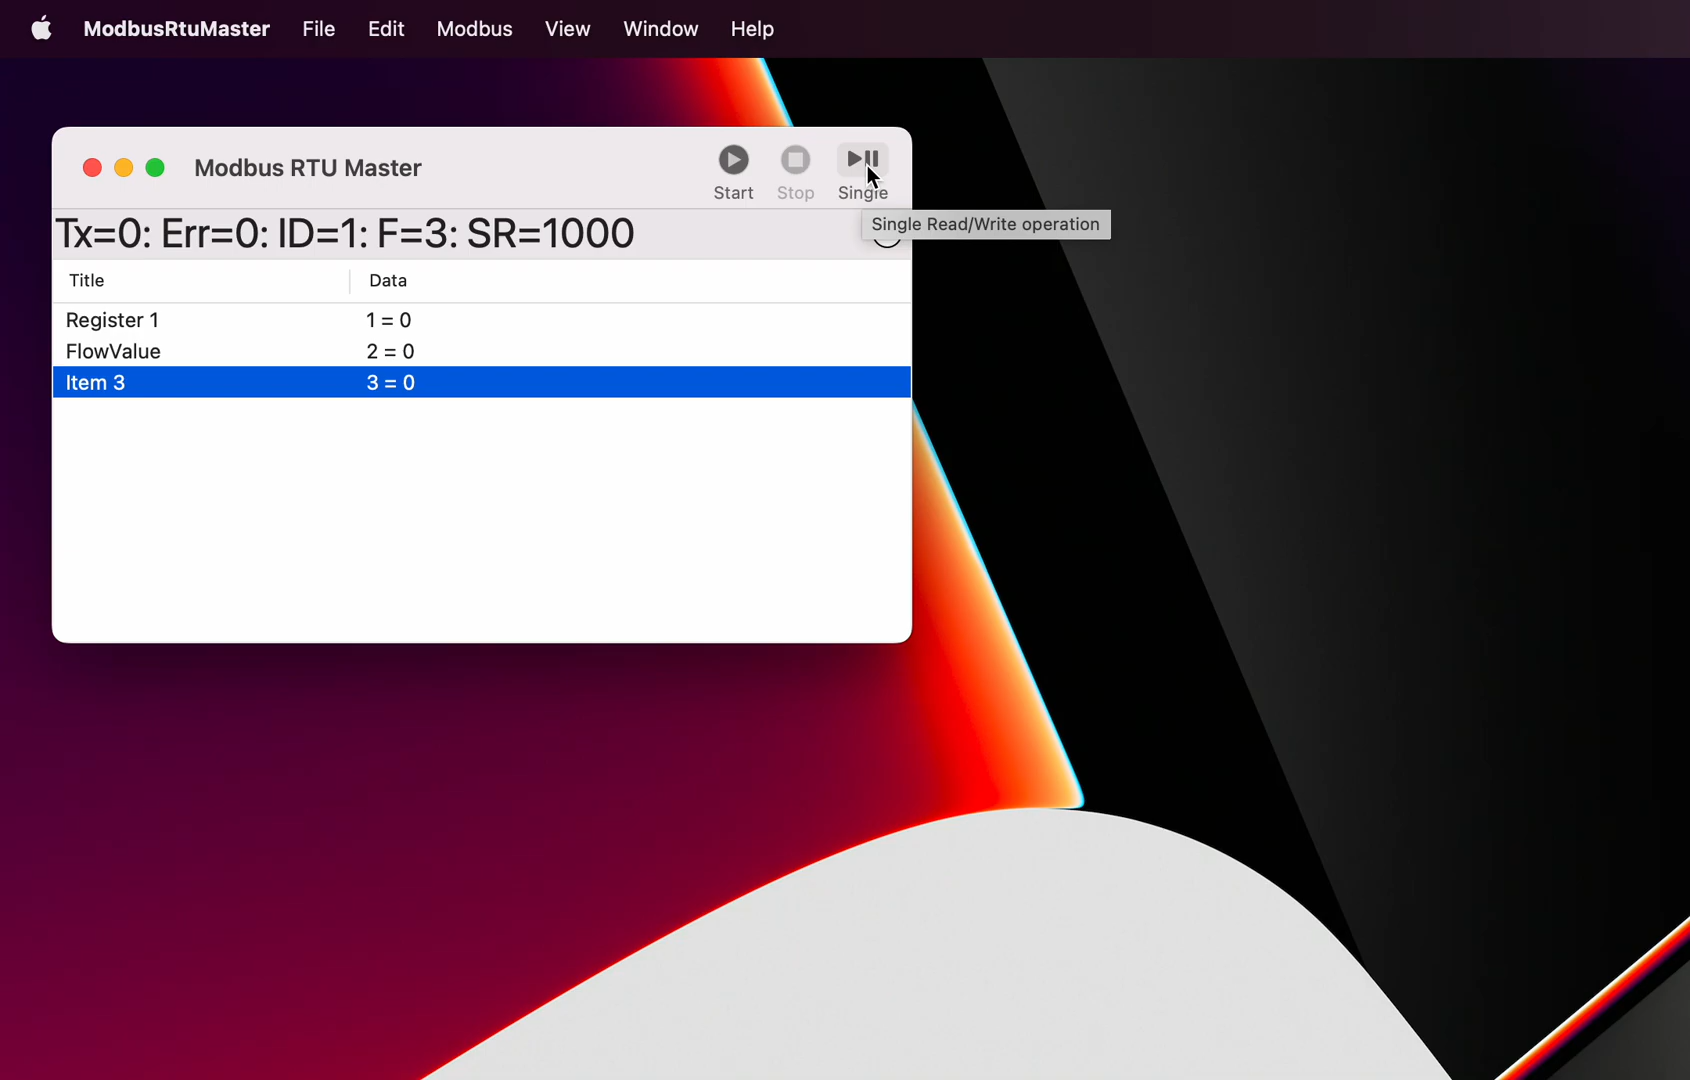 ModbusRtuMaster File Edit Modbus View Window Help
Modbus RTU Master
Start Stop Single
Single Read/Write operation
Tx=0: Err=0: ID=1: F=3: SR=1000
Title Data
Register 1 1 = 0
FlowValue 2 = 0
Item 3 3 = 0